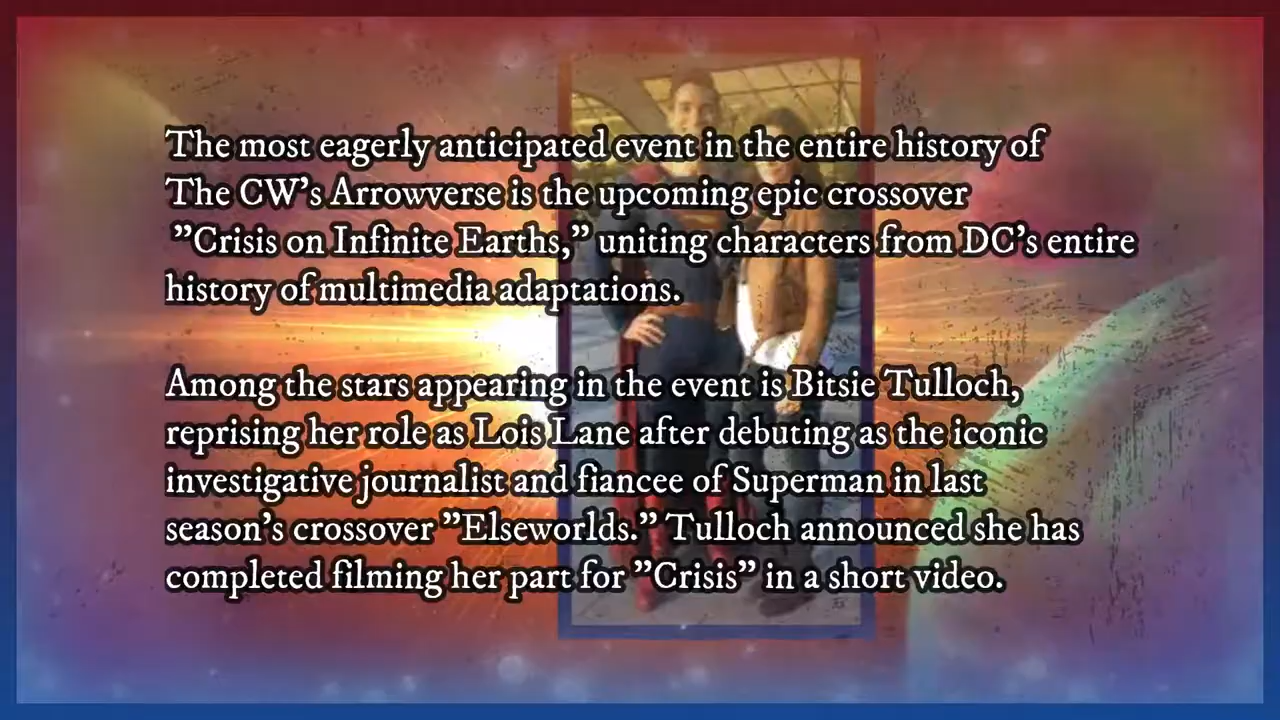 The most eagerly anticipated event in the entire history of
The CW's Arrowverse is the upcoming epic crossover
"Crisis on Infinite Earths," uniting characters from DC's entire
history of multimedia adaptations.
Among the stars appearing in the event is Bitsie Tulloch,
reprising her role as Lois Lane after debuting as the iconic
investigative journalist and fiancee of Superman in last
season's crossover "Elseworlds." Tulloch announced she has
completed filming her part for "Crisis" in a short video.